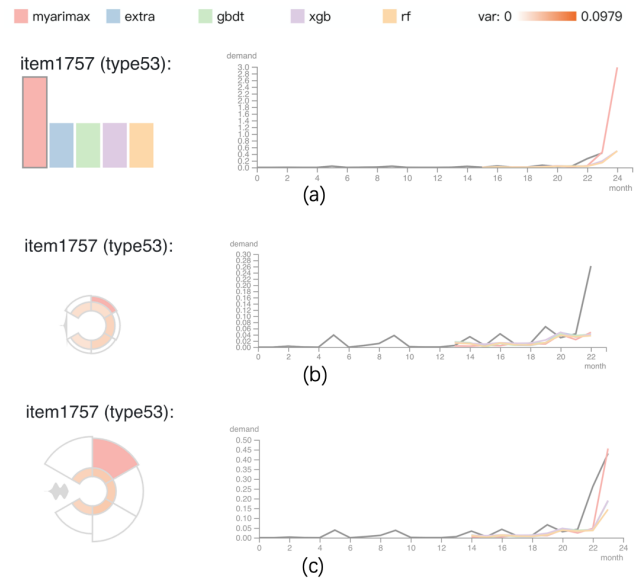 myarimax extra gbdt xgb rf var: 0 0.0979
item1757 (type53):
demand
3.0
2.8
2.6
2.4
2.2
2.0
1.8
1.6
1.4
1.2
1.0
0.8
0.6
0.4
0.2
0.0
0 2 4 6 8 10 12 14 16 18 20 22 24
month
(a)
item1757 (type53):
demand
0.30
0.28
0.26
0.24
0.22
0.20
0.18
0.16
0.14
0.12
0.10
0.08
0.06
0.04
0.02
0.00
0 2 4 6 8 10 12 14 16 18 20 22
month
(b)
item1757 (type53):
demand
0.50
0.45
0.40
0.35
0.30
0.25
0.20
0.15
0.10
0.05
0.00
0 2 4 6 8 10 12 14 16 18 20 22 24
month
(c)